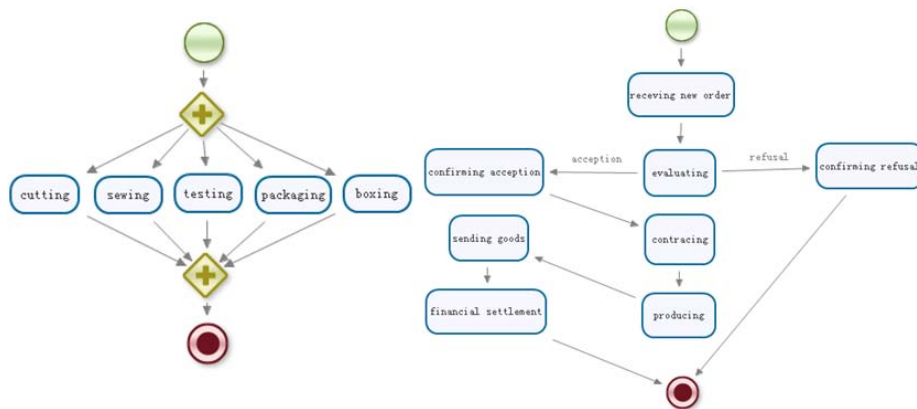 cutting
sewing
testing
packaging
boxing
receving new order
acception
refusal
confirming acception
evaluating
confirming refusal
sending goods
contracing
financial settlement
producing